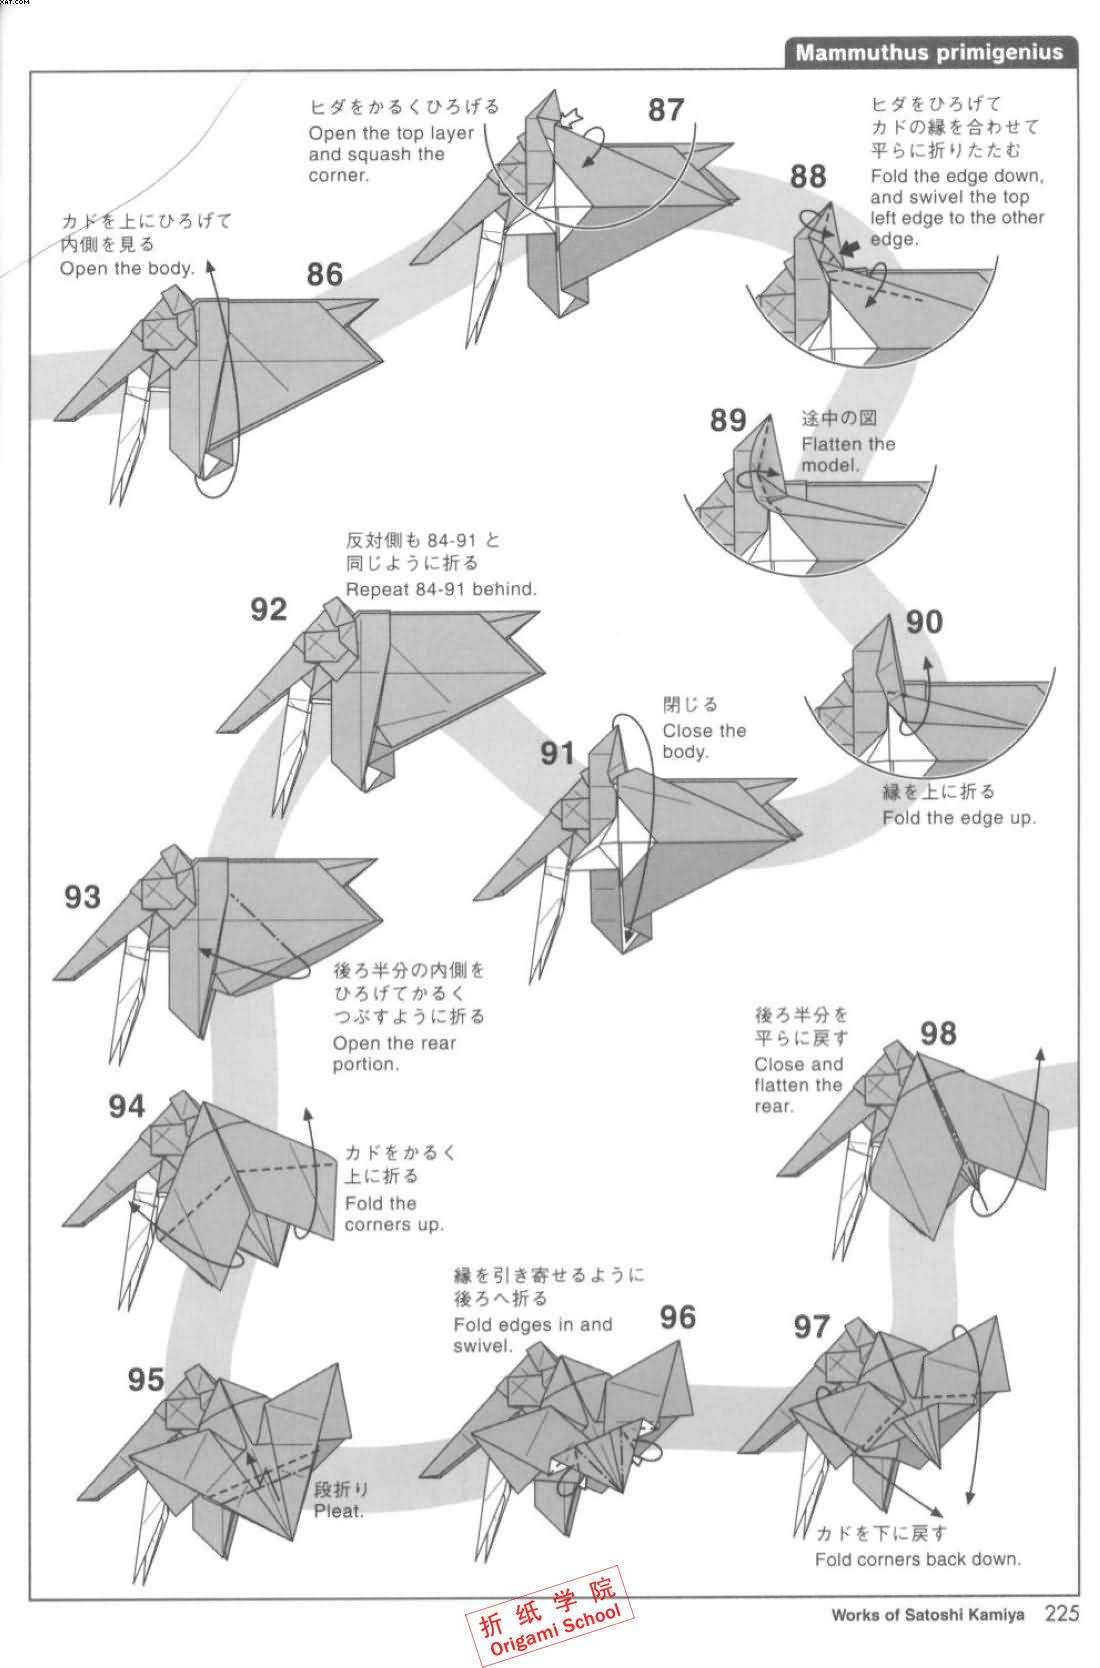 XAT.COM
Mammuthus primigenius
カドを上にひろげて
内側を見る
Open the body.
86
ヒダをかるくひろげる
Open the top layer
and squash the
corner.
87
ヒダをひろげて
カドの縁を合わせて
平らに折りたたむ
Fold the edge down,
and swivel the top
left edge to the other
edge.
88
89
途中の図
Flatten the
model.
90
縁を上に折る
Fold the edge up.
91
閉じる
Close the
body.
92
反対側も 84-91 と
同じように折る
Repeat 84-91 behind.
93
後ろ半分の内側を
ひろげてかるく
つぶすように折る
Open the rear
portion.
94
カドをかるく
上に折る
Fold the
corners up.
95
段折り
Pleat.
縁を引き寄せるように
後ろへ折る
Fold edges in and
swivel.
96
97
カドを下に戻す
Fold corners back down.
後ろ半分を
平らに戻す
Close and
flatten the
rear.
98
折纸学院
Origami School
Works of Satoshi Kamiya 225